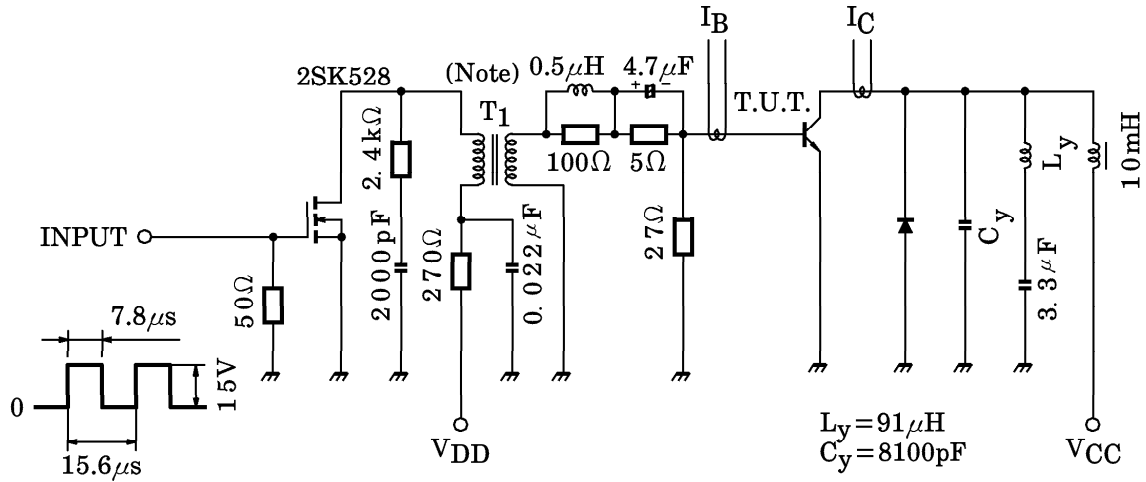 I_B
I_C
2SK528
(Note)
0.5μH
4.7μF
+ −
T.U.T.
T₁
100Ω
5Ω
2.4kΩ
2000pF
270Ω
0.022μF
27Ω
C_y
L_y
3.3μF
10mH
INPUT
50Ω
7.8μs
15V
0
15.6μs
V_DD
L_y=91μH
C_y=8100pF
V_CC